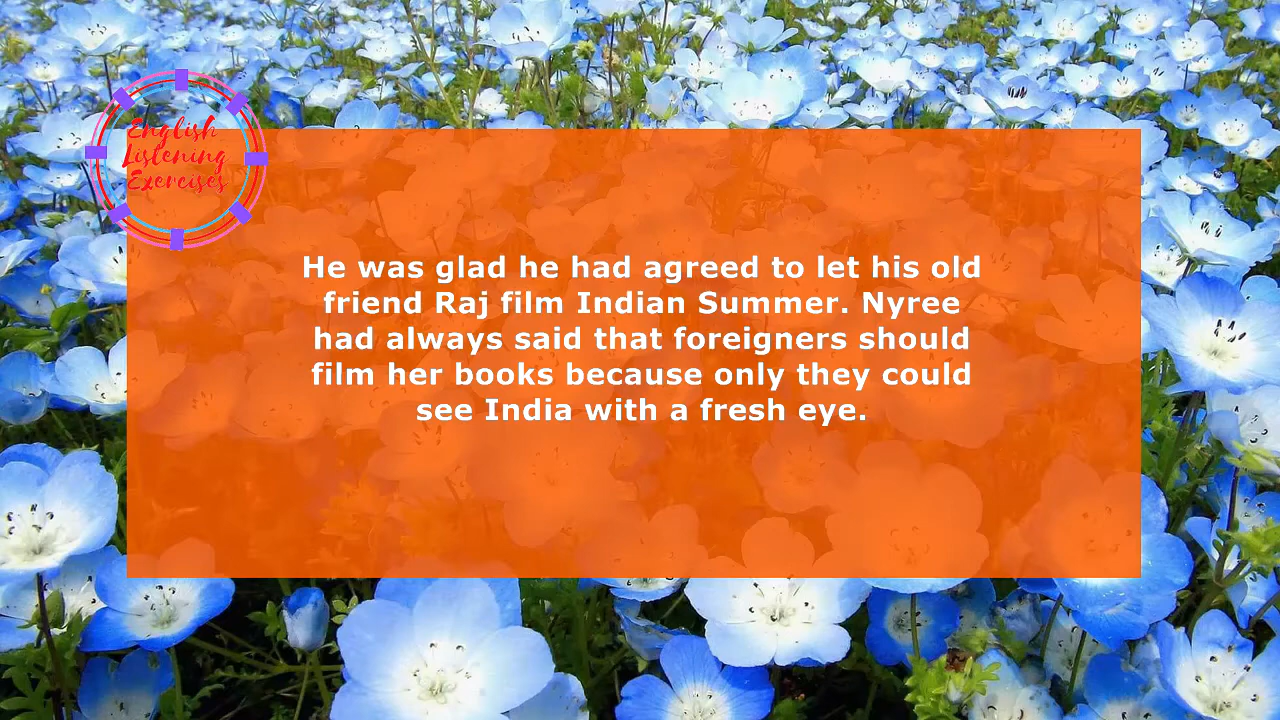 English
Listening
Exercises
He was glad he had agreed to let his old
friend Raj film Indian Summer. Nyree
had always said that foreigners should
film her books because only they could
see India with a fresh eye.